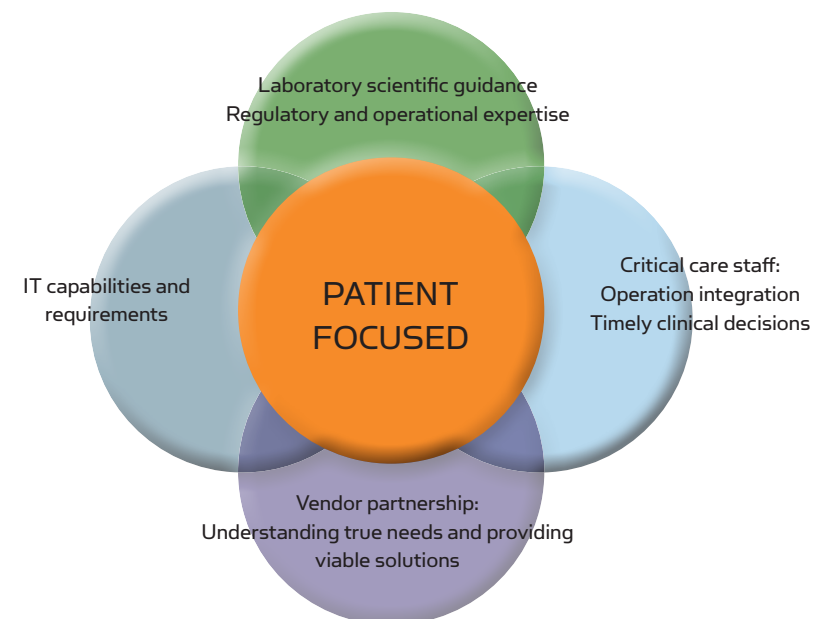 Laboratory scientific guidance
Regulatory and operational expertise
IT capabilities and
requirements
PATIENT
FOCUSED
Critical care staff:
Operation integration
Timely clinical decisions
Vendor partnership:
Understanding true needs and providing
viable solutions